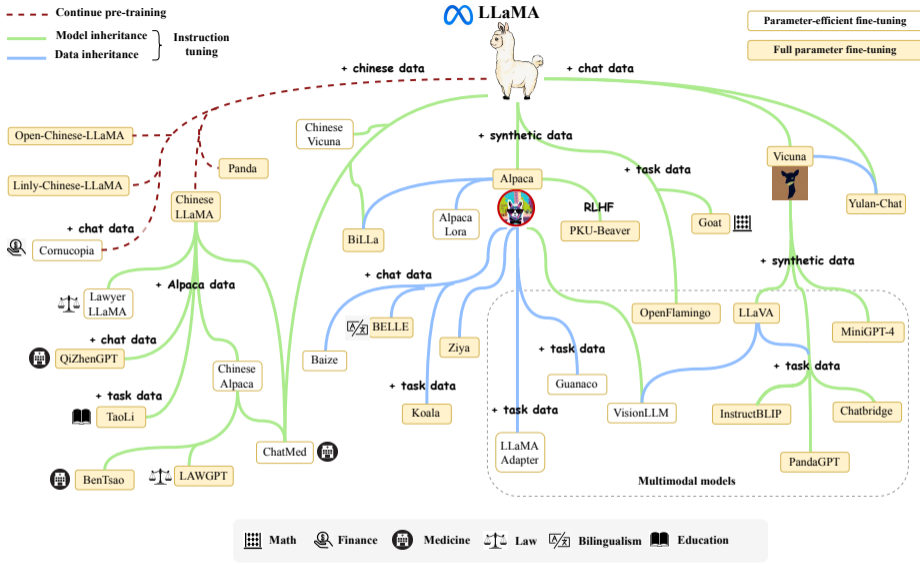 Continue pre-training
Model inheritance
Data inheritance
Instruction
tuning
LLaMA
Parameter-efficient fine-tuning
Full parameter fine-tuning
+ chinese data
+ chat data
Open-Chinese-LLaMA
Linly-Chinese-LLaMA
Panda
Chinese
LLaMA
+ chat data
Cornucopia
Lawyer
LLaMA
+ Alpaca data
+ chat data
QiZhenGPT
+ task data
TaoLi
Chinese
Alpaca
BenTsao
LAWGPT
ChatMed
Chinese
Vicuna
+ synthetic data
Alpaca
+ task data
BiLLa
Alpaca
Lora
RLHF
PKU-Beaver
Goat
Vicuna
Yulan-Chat
+ synthetic data
+ chat data
Baize
BELLE
Ziya
+ task data
Koala
+ task data
Guanaco
+ task data
LLaMA
Adapter
OpenFlamingo
LLaVA
MiniGPT-4
+ task data
VisionLLM
InstructBLIP
Chatbridge
PandaGPT
Multimodal models
Math
Finance
Medicine
Law
Bilingualism
Education